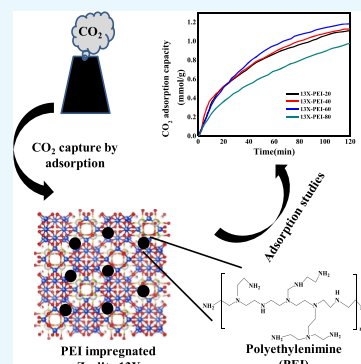 CO2
CO2 adsorption capacity
(mmol/g)
1.2
1.0
0.8
0.6
0.4
0.2
0.0
13X-PEI-20
13X-PEI-40
13X-PEI-60
13X-PEI-80
0 20 40 60 80 100 120
Time(min)
CO2 capture by
adsorption
Adsorption studies
NH2
NH2
NH2
N
N
H
N
NH
N
H
N
N
NH2
H2N
NH2
PEI impregnated
Polyethylenimine